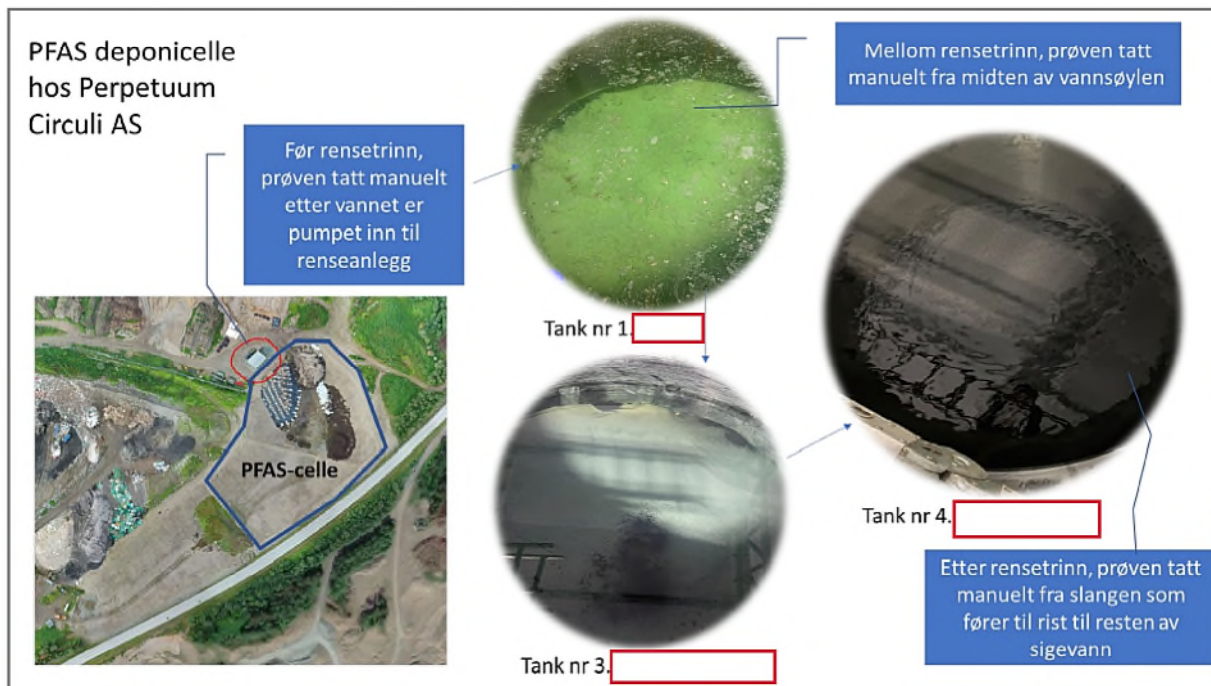 PFAS deponicelle
hos Perpetuum
Circuli AS
Før rensetrinn,
prøven tatt manuelt
etter vannet er
pumpet inn til
renseanlegg
Mellom rensetrinn, prøven tatt
manuelt fra midten av vannsøylen
Tank nr 1.
PFAS-celle
Tank nr 3.
Tank nr 4.
Etter rensetrinn, prøven tatt
manuelt fra slangen som
fører til rist til resten av
sigevann